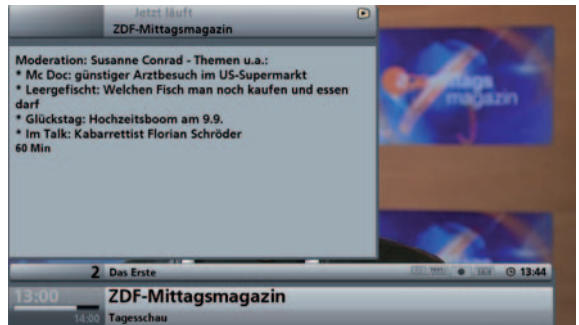 Jetzt läuft
ZDF-Mittagsmagazin
Moderation: Susanne Conrad - Themen u.a.:
* Mc Doc: günstiger Arztbesuch im US-Supermarkt
* Leergefischt: Welchen Fisch man noch kaufen und essen
darf
* Glückstag: Hochzeitsboom am 9.9.
* Im Talk: Kabarrettist Florian Schröder
60 Min
magazin
2 Das Erste
13:44
13:00 ZDF-Mittagsmagazin
14:00 Tagesschau